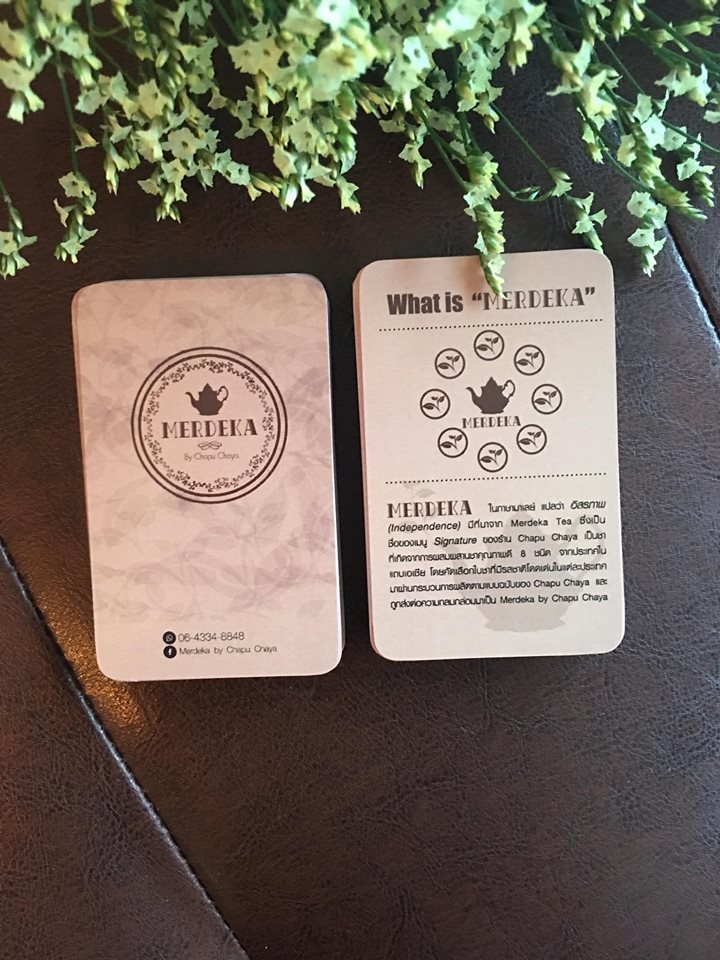 MERDEKA
By Chapu Chaya
06-4334-8848
Merdeka by Chapu Chaya
What is "MERDEKA"
MERDEKA
MERDEKA ในภาษามาเลย์ แปลว่า อิสรภาพ
(Independence) มีที่มาจาก Merdeka Tea ซึ่งเป็น
ชื่อของเมนู Signature ของร้าน Chapu Chaya เป็นชา
ที่เกิดจากการผสมผสานชาคุณภาพดี 8 ชนิด จากประเทศใน
แถบเอเชีย โดยคัดเลือกใบชาที่มีรสชาติโดดเด่นในแต่ละประเทศ
มาผ่านกระบวนการผลิตตามแบบฉบับของ Chapu Chaya และ
ถูกส่งต่อความกลมกล่อมมาเป็น Merdeka by Chapu Chaya